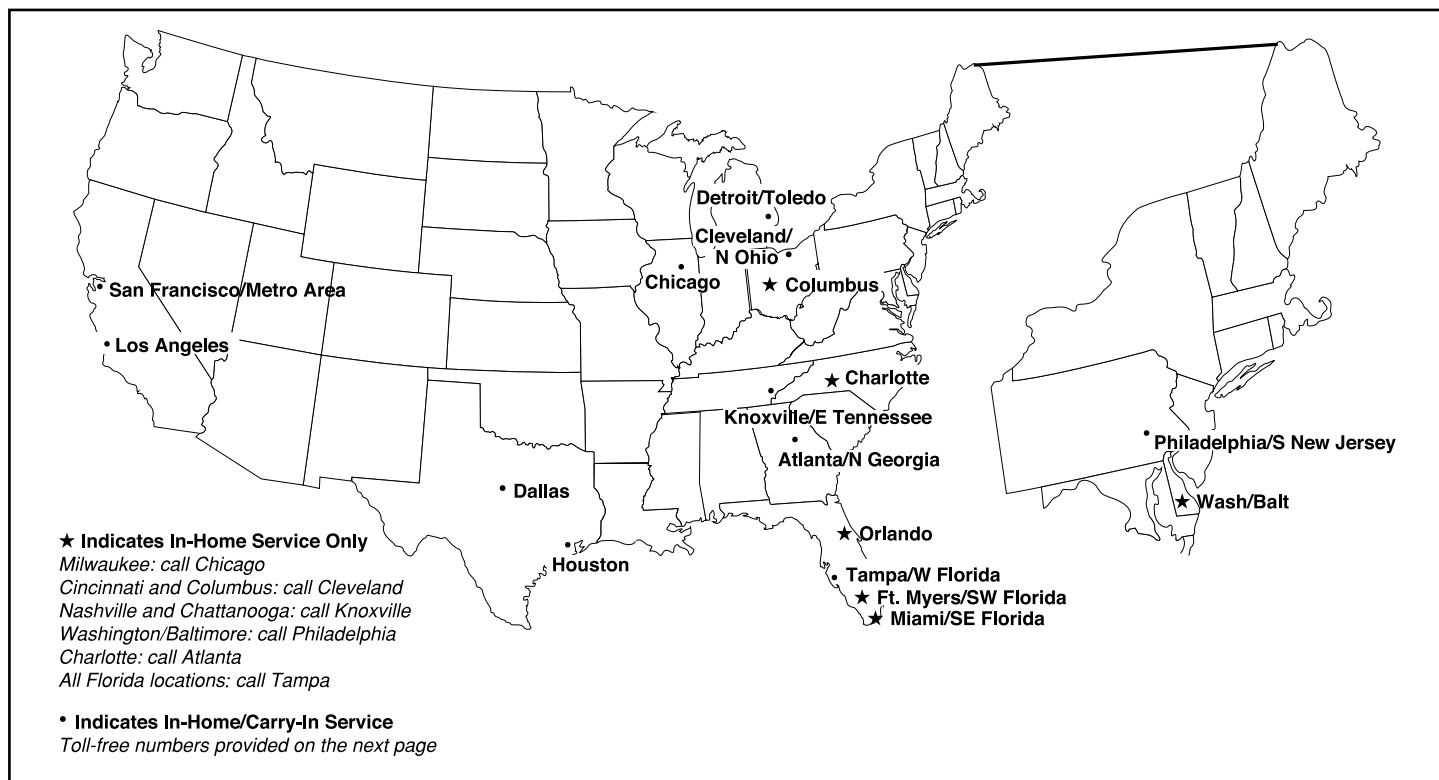 Detroit/Toledo
Cleveland/
N Ohio
Chicago
★ Columbus
San Francisco/Metro Area
Los Angeles
★ Charlotte
Knoxville/E Tennessee
Atlanta/N Georgia
Philadelphia/S New Jersey
★ Wash/Balt
Dallas
Houston
★ Orlando
Tampa/W Florida
★ Ft. Myers/SW Florida
★ Miami/SE Florida
★ Indicates In-Home Service Only
Milwaukee: call Chicago
Cincinnati and Columbus: call Cleveland
Nashville and Chattanooga: call Knoxville
Washington/Baltimore: call Philadelphia
Charlotte: call Atlanta
All Florida locations: call Tampa
• Indicates In-Home/Carry-In Service
Toll-free numbers provided on the next page